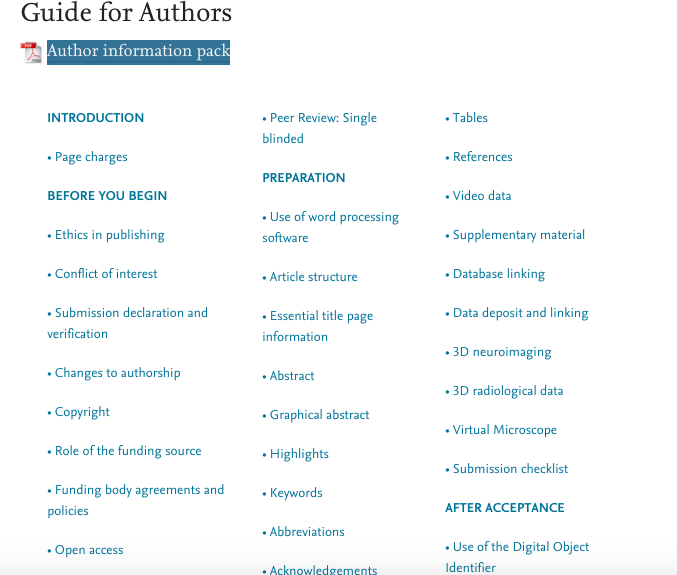 Guide for Authors
Author information pack
INTRODUCTION
• Page charges
BEFORE YOU BEGIN
• Ethics in publishing
• Conflict of interest
• Submission declaration and
verification
• Changes to authorship
• Copyright
• Role of the funding source
• Funding body agreements and
policies
• Open access
• Peer Review: Single
blinded
PREPARATION
• Use of word processing
software
• Article structure
• Essential title page
information
• Abstract
• Graphical abstract
• Highlights
• Keywords
• Abbreviations
• Acknowledgements
• Tables
• References
• Video data
• Supplementary material
• Database linking
• Data deposit and linking
• 3D neuroimaging
• 3D radiological data
• Virtual Microscope
• Submission checklist
AFTER ACCEPTANCE
• Use of the Digital Object
Identifier